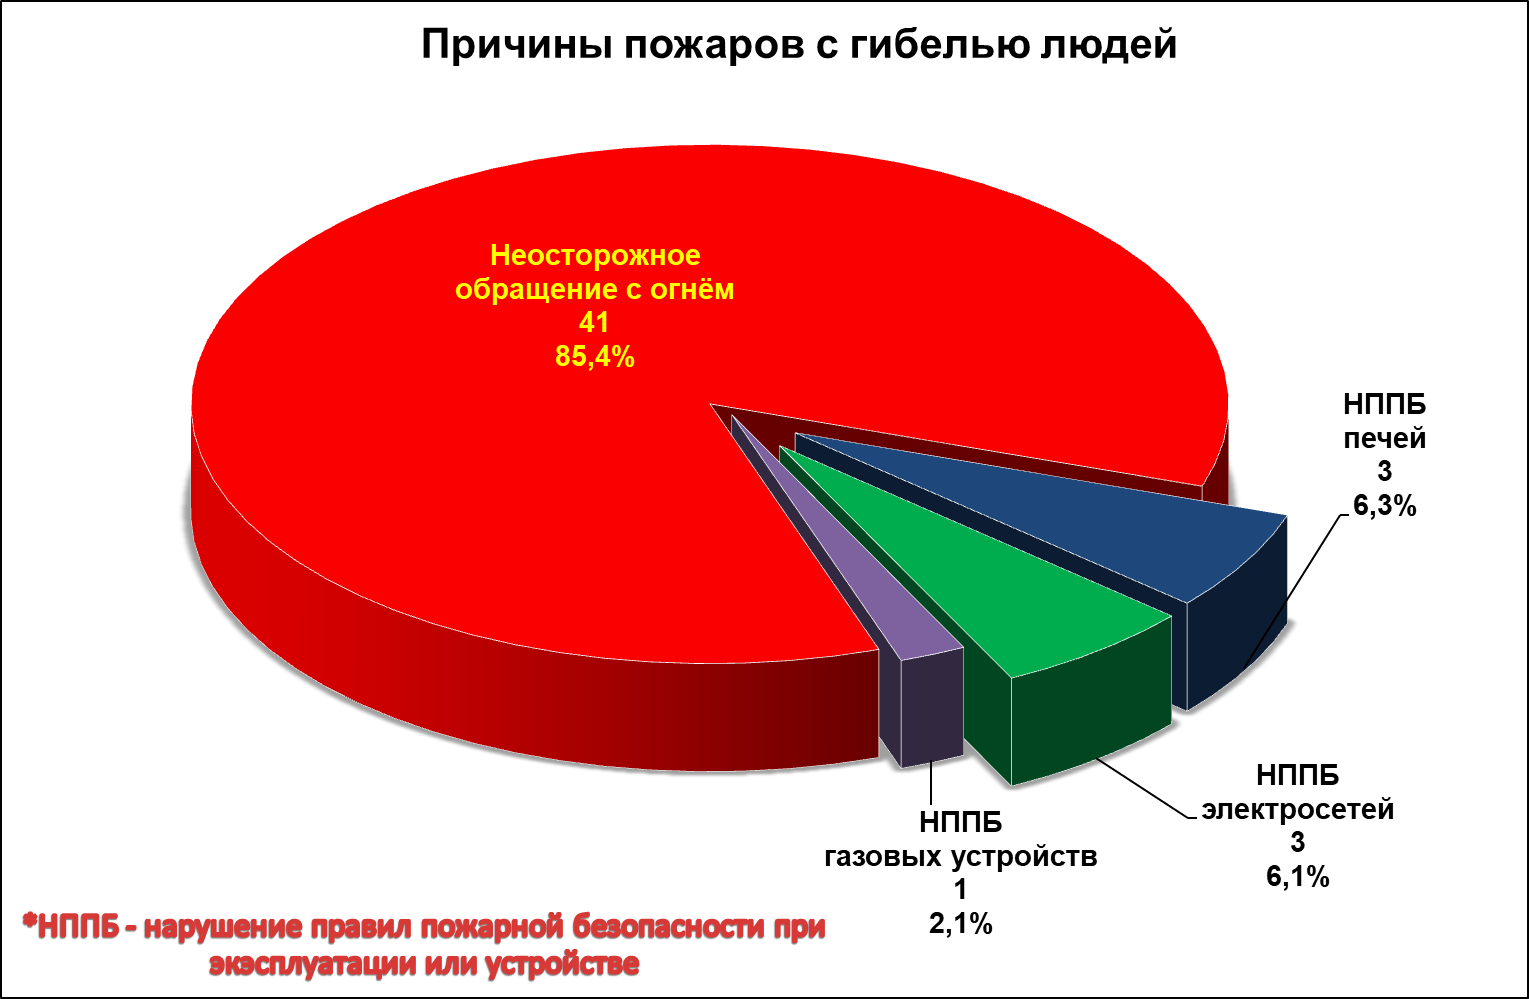 Причины пожаров с гибелью людей
Неосторожное
обращение с огнём
41
85,4%
НППБ
печей
3
6,3%
НППБ
электросетей
3
6,1%
НППБ
газовых устройств
1
2,1%
*НППБ - нарушение правил пожарной безопасности при
экэсплуатации или устройстве